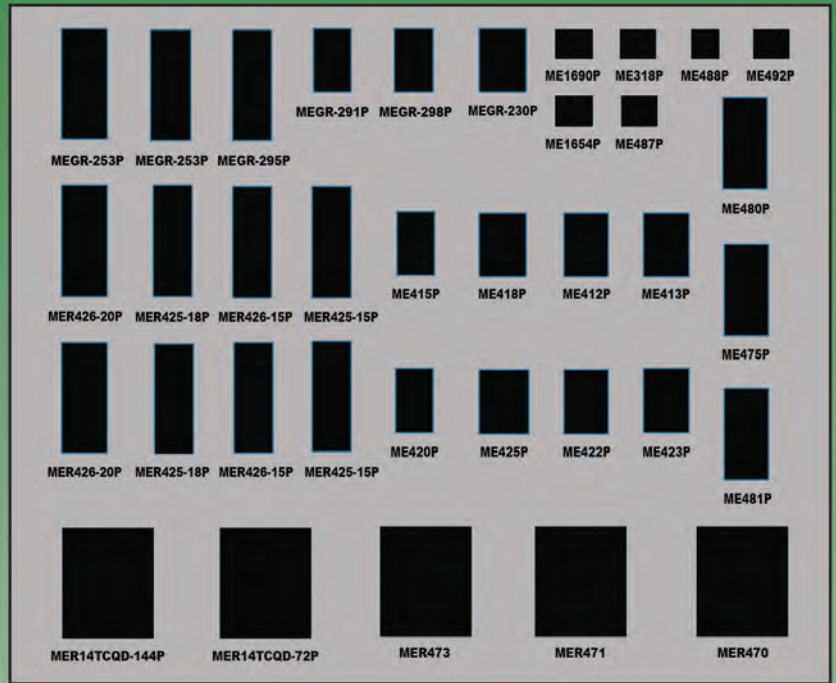 ME1690P ME318P ME488P ME492P
MEGR-291P MEGR-298P MEGR-230P
ME1654P ME487P
MEGR-253P MEGR-253P MEGR-295P
ME480P
ME415P ME418P ME412P ME413P
MER426-20P MER425-18P MER426-15P MER425-15P
ME475P
ME420P ME425P ME422P ME423P
MER426-20P MER425-18P MER426-15P MER425-15P
ME481P
MER14TCQD-144P MER14TCQD-72P MER473 MER471 MER470